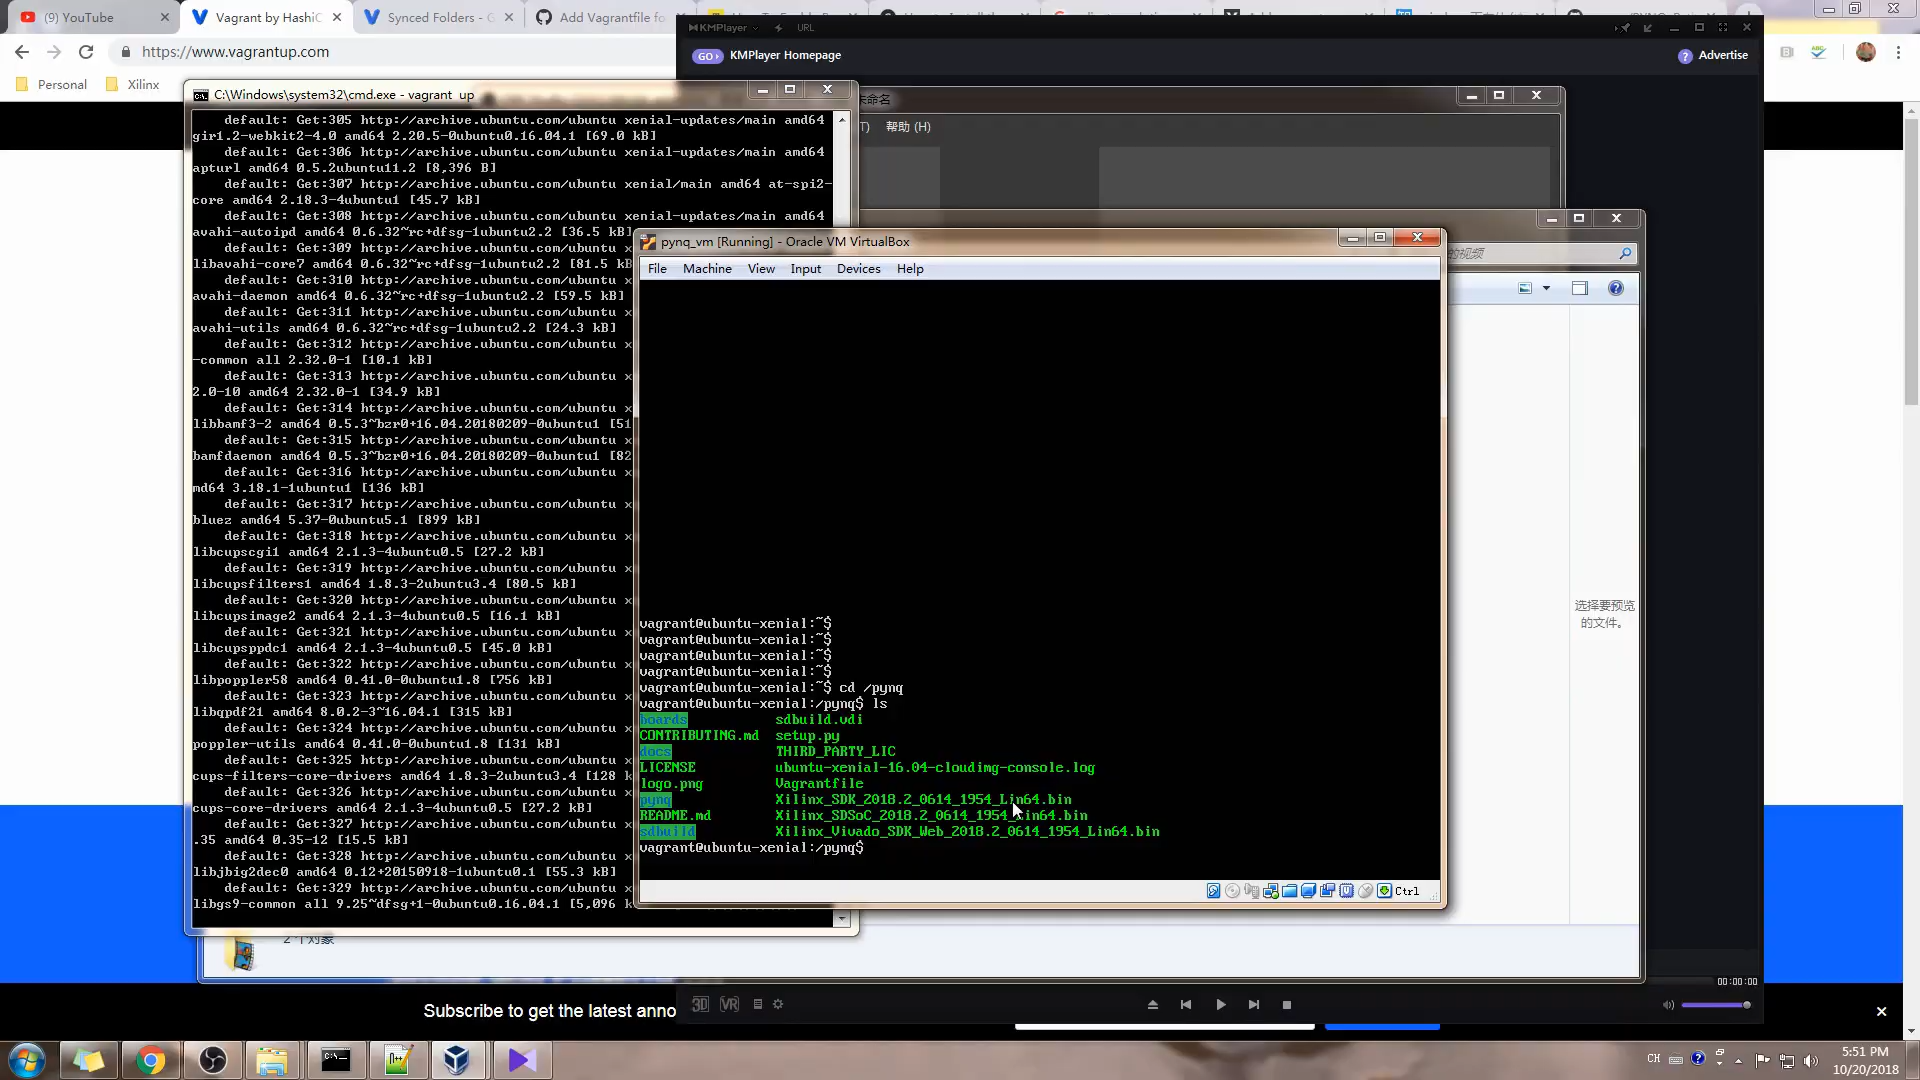 (9) YouTube
Vagrant by HashiC
Synced Folders - G
Add Vagrantfile fo
https://www.vagrantup.com
Personal
Xilinx
KMPlayer
URL
GO
KMPlayer Homepage
Advertise
C:\Windows\system32\cmd.exe - vagrant  up
default: Get:305 http://archive.ubuntu.com/ubuntu xenial-updates/main amd64
gir1.2-webkit2-4.0 amd64 2.20.5-0ubuntu0.16.04.1 [69.0 kB]
default: Get:306 http://archive.ubuntu.com/ubuntu xenial-updates/main amd64
apturl amd64 0.5.2ubuntu11.2 [8,396 B]
default: Get:307 http://archive.ubuntu.com/ubuntu xenial/main amd64 at-spi2-
core amd64 2.18.3-4ubuntu1 [45.7 kB]
default: Get:308 http://archive.ubuntu.com/ubuntu xenial-updates/main amd64
avahi-autoipd amd64 0.6.32~rc+dfsg-1ubuntu2.2 [36.5 kB]
default: Get:309 http://archive.ubuntu.com/ubuntu x
libavahi-core7 amd64 0.6.32~rc+dfsg-1ubuntu2.2 [81.5 kB
default: Get:310 http://archive.ubuntu.com/ubuntu x
avahi-daemon amd64 0.6.32~rc+dfsg-1ubuntu2.2 [59.5 kB]
default: Get:311 http://archive.ubuntu.com/ubuntu x
avahi-utils amd64 0.6.32~rc+dfsg-1ubuntu2.2 [24.3 kB]
default: Get:312 http://archive.ubuntu.com/ubuntu x
-common all 2.32.0-1 [10.1 kB]
default: Get:313 http://archive.ubuntu.com/ubuntu x
2.0-10 amd64 2.32.0-1 [34.9 kB]
default: Get:314 http://archive.ubuntu.com/ubuntu x
libbamf3-2 amd64 0.5.3~bzr0+16.04.20180209-0ubuntu1 [51
default: Get:315 http://archive.ubuntu.com/ubuntu x
bamfdaemon amd64 0.5.3~bzr0+16.04.20180209-0ubuntu1 [82
default: Get:316 http://archive.ubuntu.com/ubuntu x
md64 3.18.1-1ubuntu1 [136 kB]
default: Get:317 http://archive.ubuntu.com/ubuntu x
bluez amd64 5.37-0ubuntu5.1 [899 kB]
default: Get:318 http://archive.ubuntu.com/ubuntu x
libcupscgi1 amd64 2.1.3-4ubuntu0.5 [27.2 kB]
default: Get:319 http://archive.ubuntu.com/ubuntu x
libcupsfilters1 amd64 1.8.3-2ubuntu3.4 [80.5 kB]
default: Get:320 http://archive.ubuntu.com/ubuntu x
libcupsimage2 amd64 2.1.3-4ubuntu0.5 [16.1 kB]
default: Get:321 http://archive.ubuntu.com/ubuntu x
libcupsppdc1 amd64 2.1.3-4ubuntu0.5 [45.0 kB]
default: Get:322 http://archive.ubuntu.com/ubuntu x
libpoppler58 amd64 0.41.0-0ubuntu1.8 [756 kB]
default: Get:323 http://archive.ubuntu.com/ubuntu x
libqpdf21 amd64 8.0.2-3~16.04.1 [315 kB]
default: Get:324 http://archive.ubuntu.com/ubuntu x
poppler-utils amd64 0.41.0-0ubuntu1.8 [131 kB]
default: Get:325 http://archive.ubuntu.com/ubuntu x
cups-filters-core-drivers amd64 1.8.3-2ubuntu3.4 [128 k
default: Get:326 http://archive.ubuntu.com/ubuntu x
cups-core-drivers amd64 2.1.3-4ubuntu0.5 [27.2 kB]
default: Get:327 http://archive.ubuntu.com/ubuntu x
.35 amd64 0.35-12 [15.5 kB]
default: Get:328 http://archive.ubuntu.com/ubuntu x
libjbig2dec0 amd64 0.12+20150918-1ubuntu0.1 [55.3 kB]
default: Get:329 http://archive.ubuntu.com/ubuntu x
libgs9-common all 9.25~dfsg+1-0ubuntu0.16.04.1 [5,096 k
未命名
T) 帮助 (H)
的视频
pynq_vm [Running] - Oracle VM VirtualBox
File Machine View Input Devices Help
vagrant@ubuntu-xenial:~$
vagrant@ubuntu-xenial:~$
vagrant@ubuntu-xenial:~$
vagrant@ubuntu-xenial:~$
vagrant@ubuntu-xenial:~$ cd /pynq
vagrant@ubuntu-xenial:/pynq$ ls
boards sdbuild.vdi
CONTRIBUTING.md setup.py
docs THIRD_PARTY_LIC
LICENSE ubuntu-xenial-16.04-cloudimg-console.log
logo.png Vagrantfile
pynq Xilinx_SDK_2018.2_0614_1954_Lin64.bin
README.md Xilinx_SDSoC_2018.2_0614_1954_Lin64.bin
sdbuild Xilinx_Vivado_SDK_Web_2018.2_0614_1954_Lin64.bin
vagrant@ubuntu-xenial:/pynq$
Ctrl
选择要预览
的文件。
2 个对象
00:00:00
Subscribe to get the latest anno
3D VR
CH
5:51 PM
10/20/2018